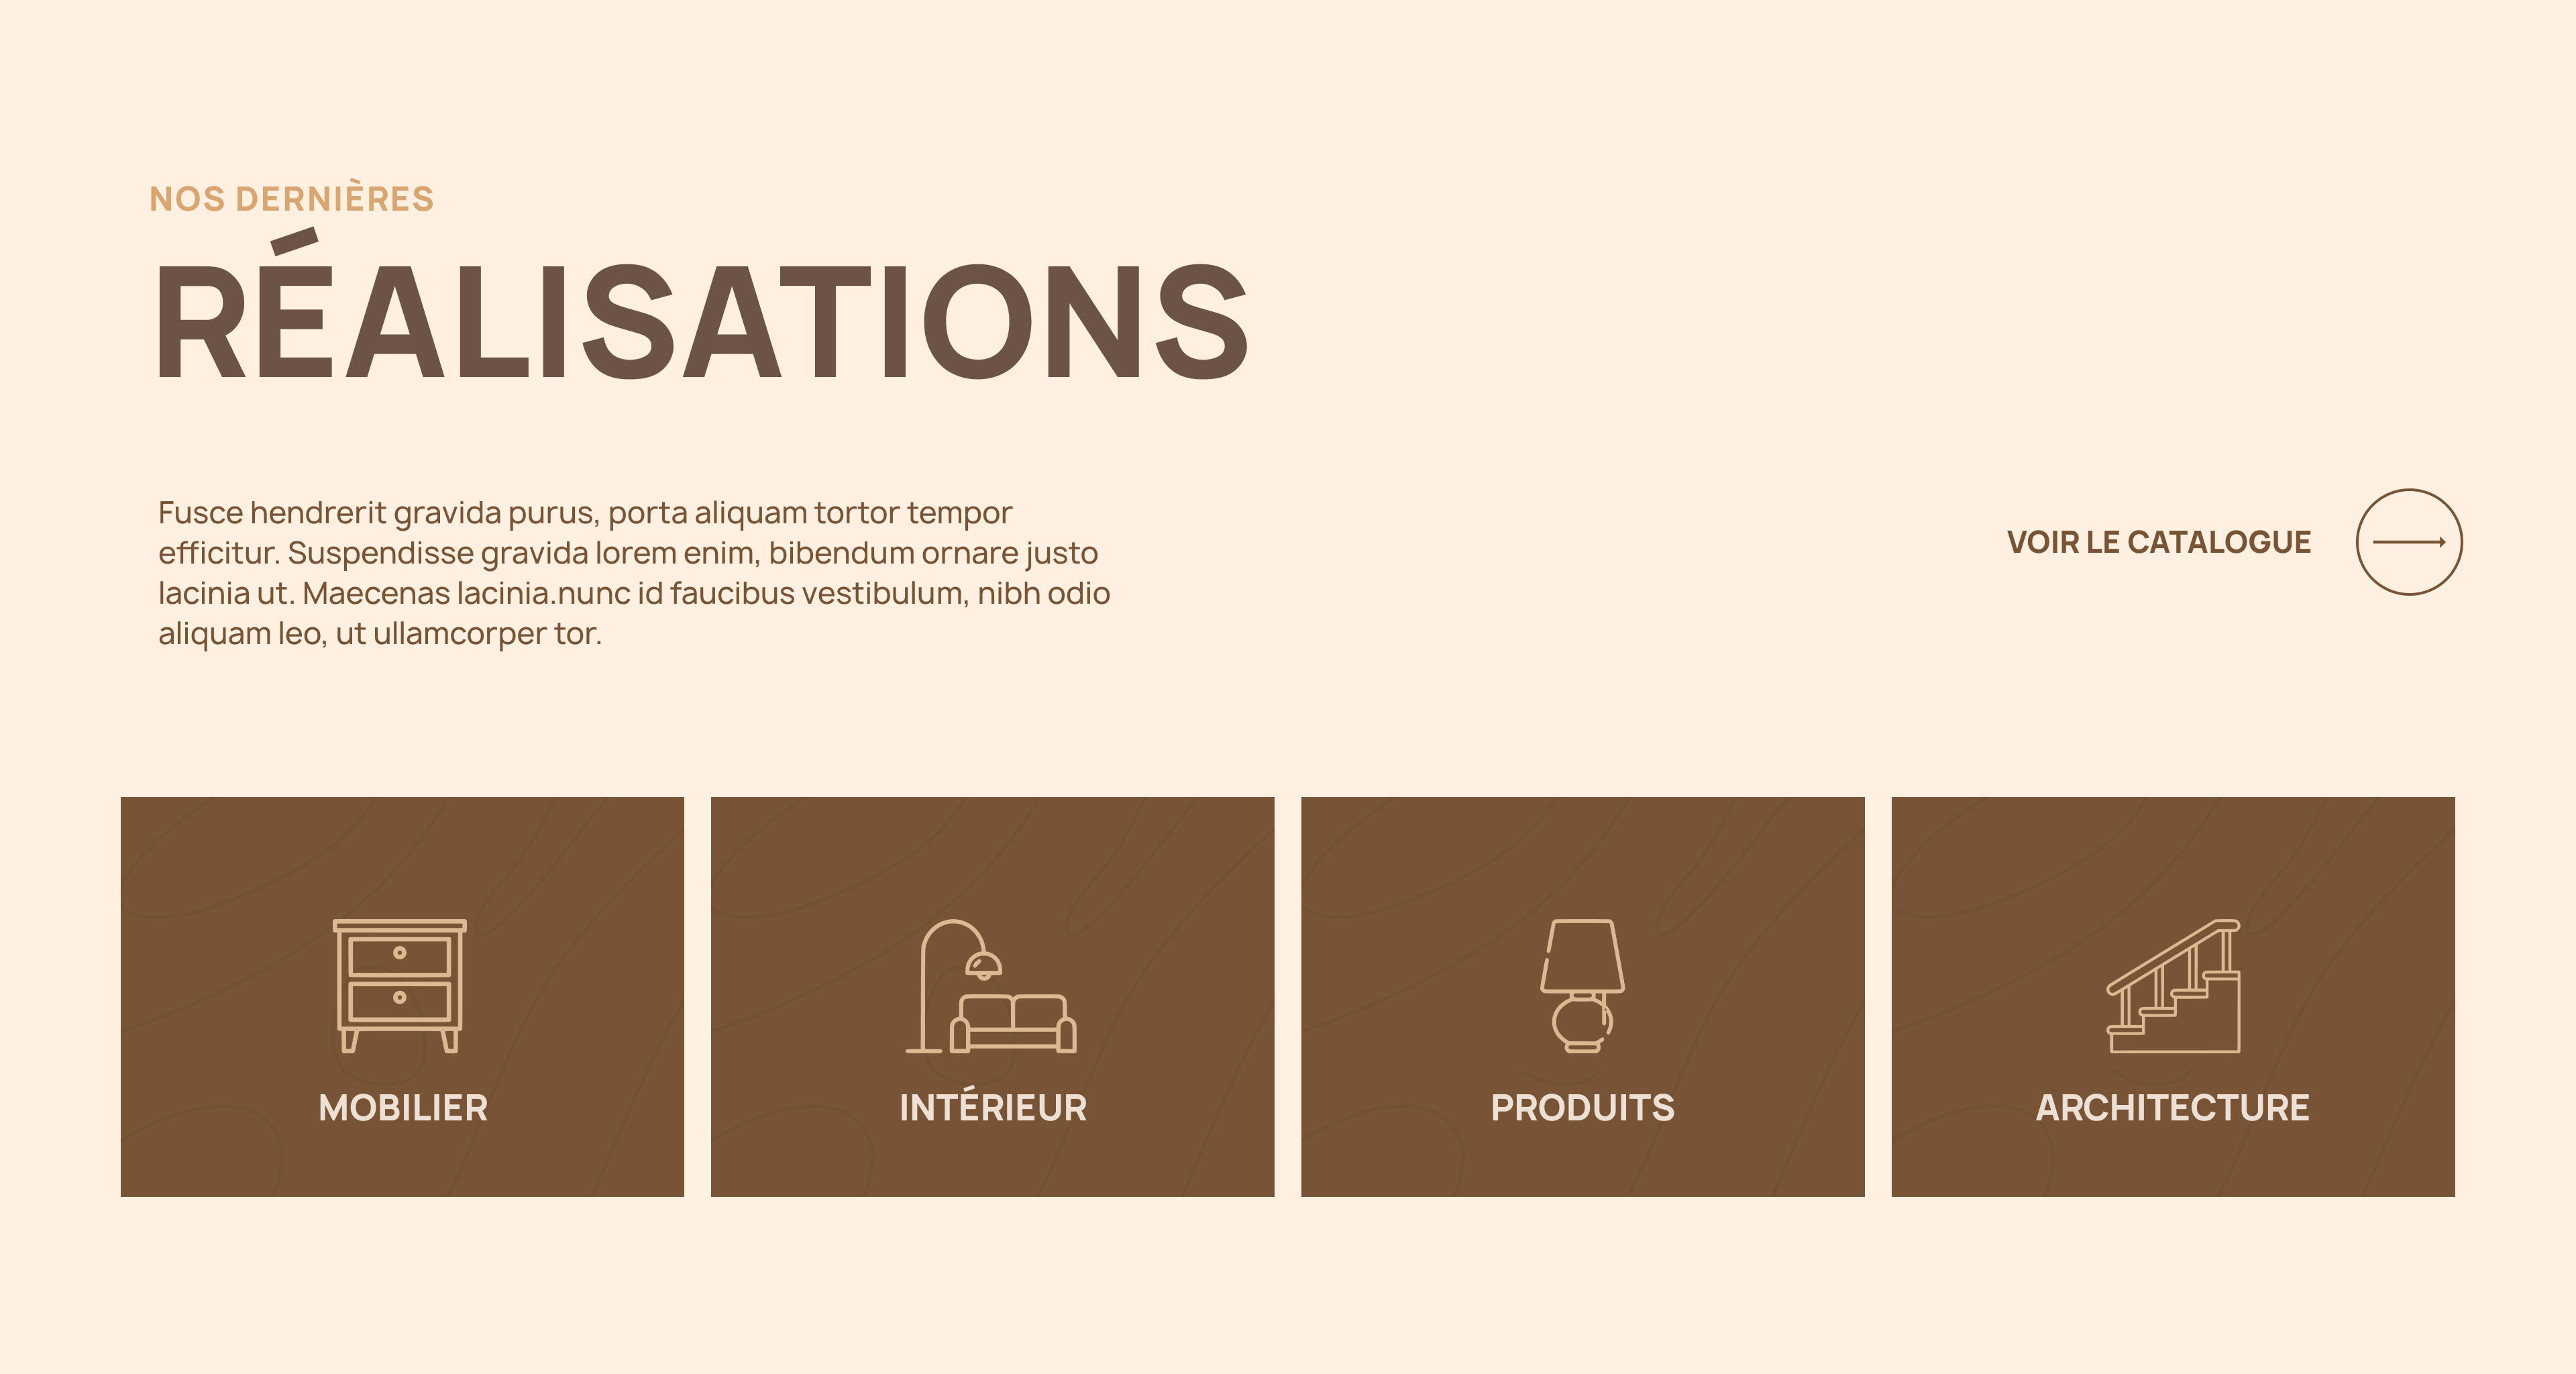 NOS DERNIÈRES
RÉALISATIONS
Fusce hendrerit gravida purus, porta aliquam tortor tempor
efficitur. Suspendisse gravida lorem enim, bibendum ornare justo
lacinia ut. Maecenas lacinia.nunc id faucibus vestibulum, nibh odio
aliquam leo, ut ullamcorper tor.
VOIR LE CATALOGUE
MOBILIER
INTÉRIEUR
PRODUITS
ARCHITECTURE